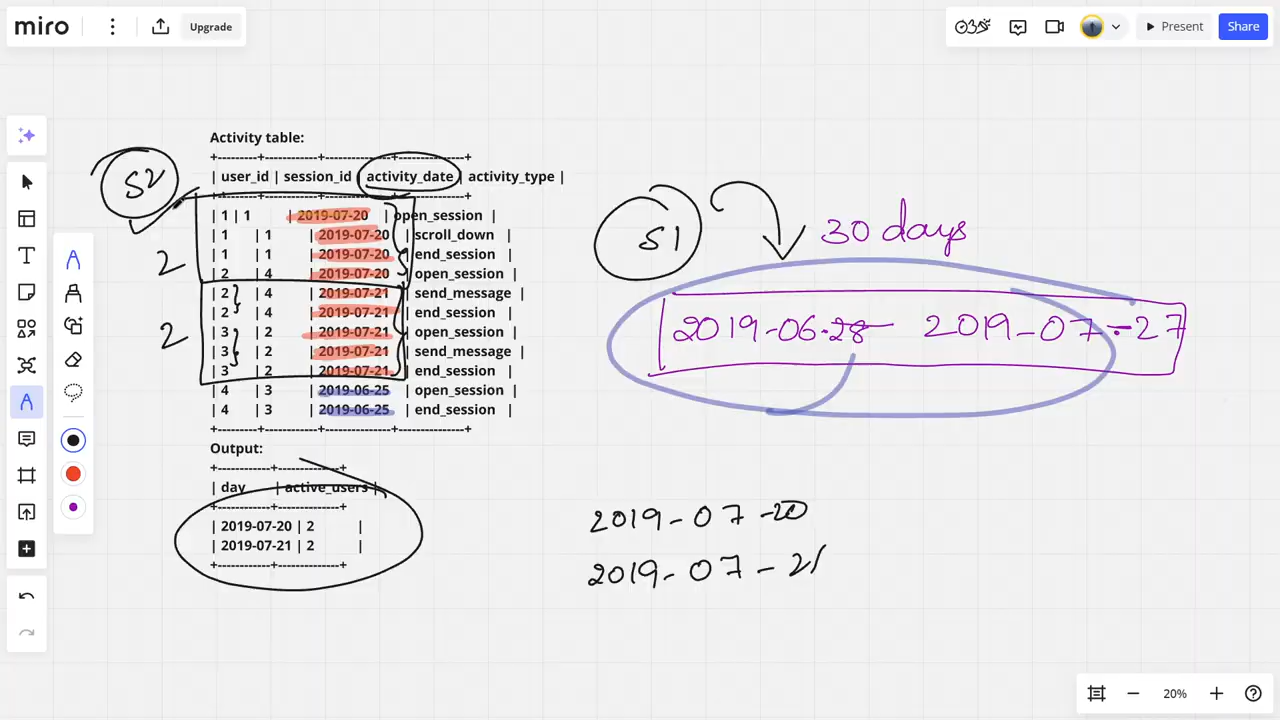 miro
Upgrade
Present
Share
Activity table:
+--------+------------+---------------+---------------+
| user_id | session_id | activity_date | activity_type |
+--------+------------+---------------+---------------+
| 1 | 1 | 2019-07-20 | open_session |
| 1 | 1 | 2019-07-20 | scroll_down |
| 1 | 1 | 2019-07-20 | end_session |
| 2 | 4 | 2019-07-20 | open_session |
| 2 | 4 | 2019-07-21 | send_message |
| 2 | 4 | 2019-07-21 | end_session |
| 3 | 2 | 2019-07-21 | open_session |
| 3 | 2 | 2019-07-21 | send_message |
| 3 | 2 | 2019-07-21 | end_session |
| 4 | 3 | 2019-06-25 | open_session |
| 4 | 3 | 2019-06-25 | end_session |
+--------+------------+---------------+---------------+
Output:
+------------+--------------+
| day | active_users |
+------------+--------------+
| 2019-07-20 | 2 |
| 2019-07-21 | 2 |
+------------+--------------+
S2
2
2
S1
30 days
2019-06-28 2019-07-27
2019-07-20
2019-07-21
20%